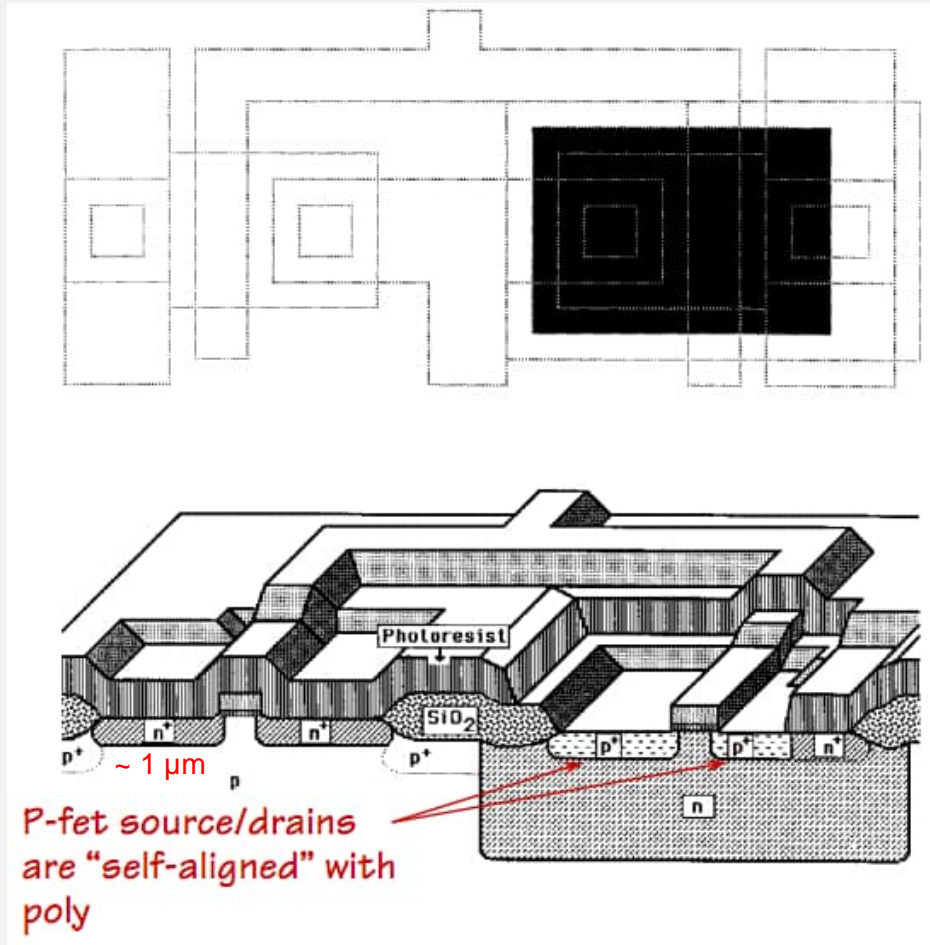 Photoresist
SiO2
n+
n+
p+
p+
n+
p+
~ 1 μm
p+
p
n
P-fet source/drains
are “self-aligned” with
poly